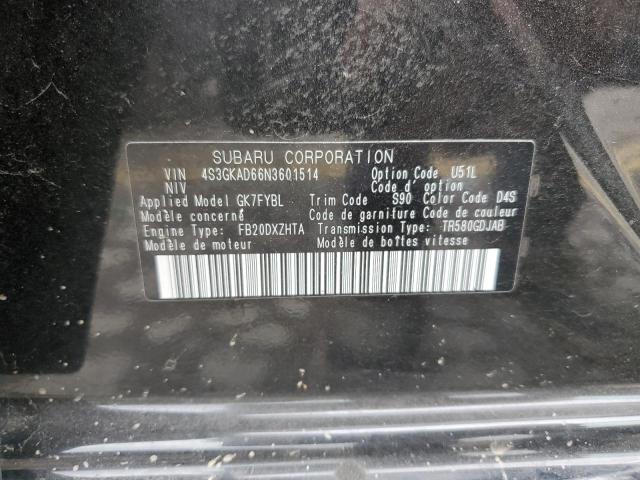 SUBARU CORPORATION
VIN 4S3GKAD66N3601514 Option Code U51L
NIV Code d' option
Applied Model GK7FYBL Trim Code S90 Color Code D4S
Modèle concerné Code de garniture Code de couleur
Engine Type FB20DXZHTA Transmission Type TR580GDJAB
Modèle de moteur Modèle de boîtes vitesse